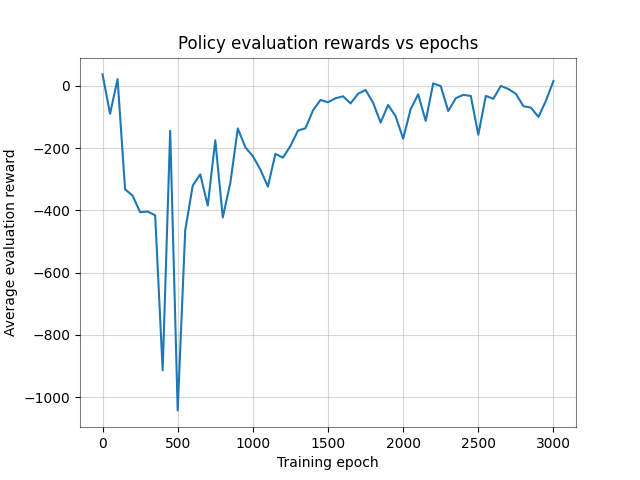 Policy evaluation rewards vs epochs
Average evaluation reward
0
−200
−400
−600
−800
−1000
0 500 1000 1500 2000 2500 3000
Training epoch